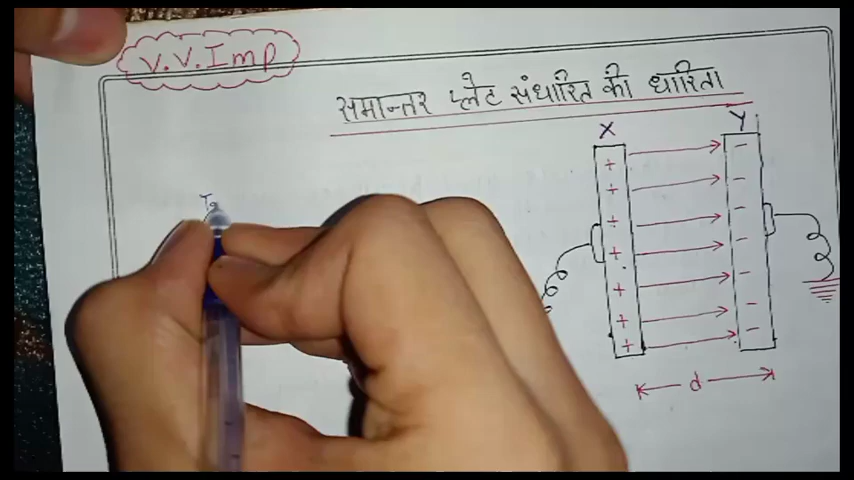 V.V.Imp
समान्तर प्लेट संधारित की धारिता
X Y
+ -
+ -
+ -
+ -
+ -
+ -
+ -
d